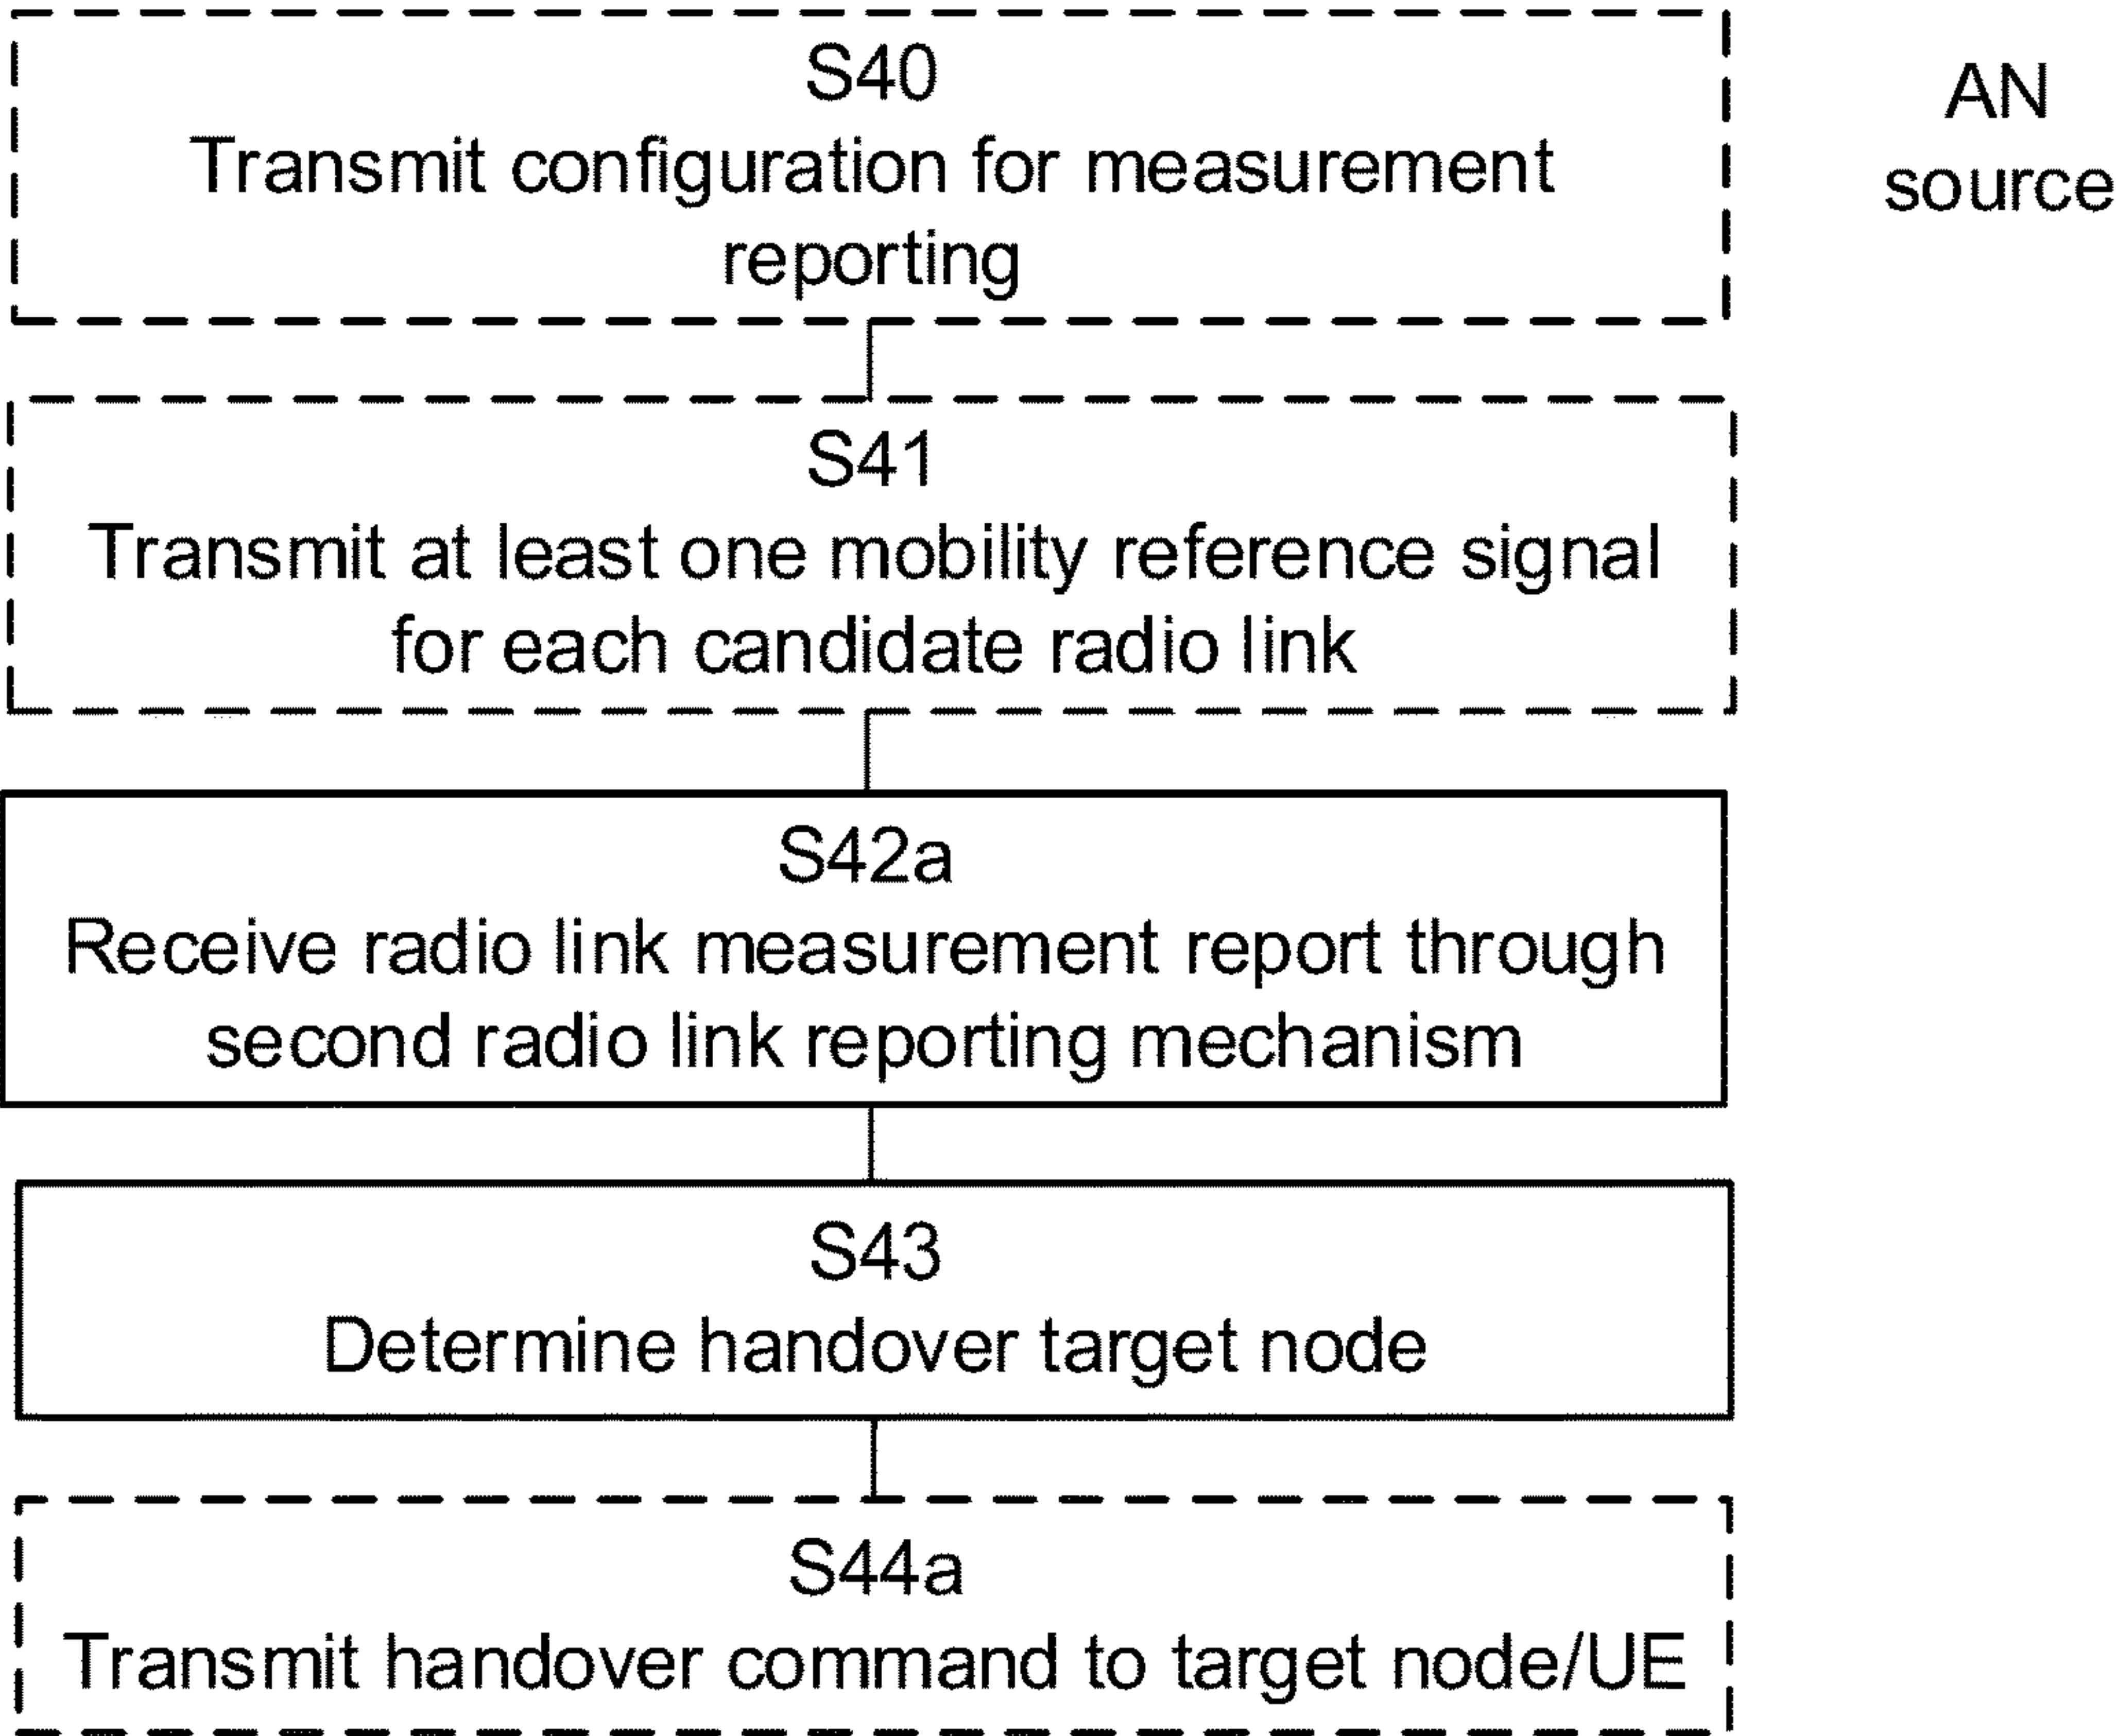 S40
Transmit configuration for measurement
reporting
AN
source
S41
Transmit at least one mobility reference signal
for each candidate radio link
S42a
Receive radio link measurement report through
second radio link reporting mechanism
S43
Determine handover target node
S44a
Transmit handover command to target node/UE